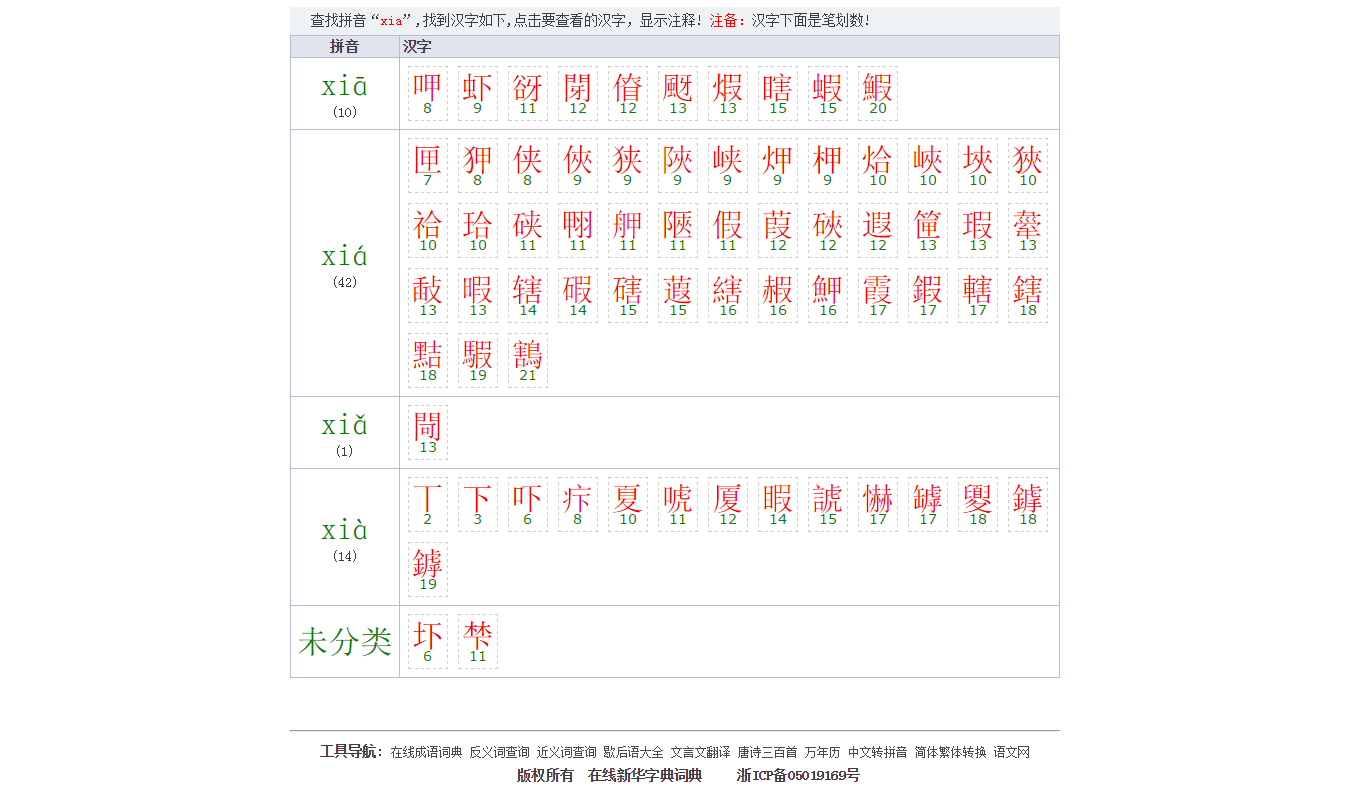 查找拼音“xia”,找到汉字如下,点击要查看的汉字，显示注释! 注备：汉字下面是笔划数!
拼音 汉字
xiā 呷 虾 谺 閕 傄 颬 煆 瞎 蝦 鰕
(10) 8 9 11 12 12 13 13 15 15 20
匣 狎 侠 俠 狭 陜 峡 炠 柙 烚 峽 埉 狹
7 8 8 9 9 9 9 9 9 10 10 10 10
祫 珨 硖 翈 舺 陿 假 葭 硤 遐 筪 瑕 舝
10 10 11 11 11 11 11 12 12 12 13 13 13
xiá
(42)
敮 暇 辖 碬 磍 蕸 縖 赮 魻 霞 鍜 轄 鎋
13 13 14 14 15 15 16 16 16 17 17 17 18
黠 騢 鶷
18 19 21
xiǎ 閜
(1) 13
丅 下 吓 疜 夏 唬 厦 睱 諕 懗 罅 夓 鎼
2 3 6 8 10 11 12 14 15 17 17 18 18
xià
(14)
鏬
19
未分类 圷 梺
6 11
工具导航： 在线成语词典 反义词查询 近义词查询 歇后语大全 文言文翻译 唐诗三百首 万年历 中文转拼音 简体繁体转换 语文网
版权所有 在线新华字典词典 浙ICP备05019169号